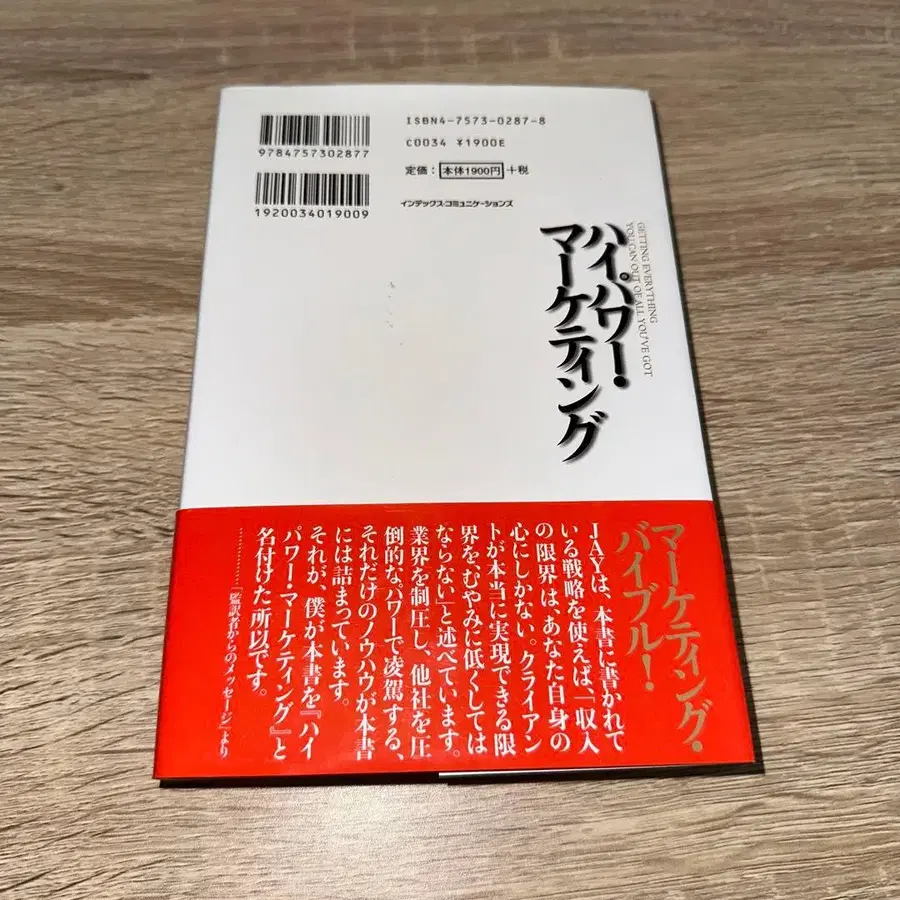 ISBN4-7573-0287-8
C0034 ¥1900E
定価：本体1900円+税
インデックス・コミュニケーションズ
9784757302877
1920034019009
GETTING EVERYTHING
YOU CAN OUT OF ALL YOU'VE GOT
ハイパワー・
マーケティング
マーケティング・
バイブル！
JAYは、本書に書かれて
いる戦略を使えば、「収入
の限界は、あなた自身の
心にしかない。クライアン
トが本当に実現できる限
界を、むやみに低くしては
ならない」と述べています。
業界を制圧し、他社を圧
倒的なパワーで凌駕する、
それだけのノウハウが本書
には詰まっています。
それが、僕が本書を『ハイ
パワー・マーケティング』と
名付けた所以です。
…………「監訳者からのメッセージ」より